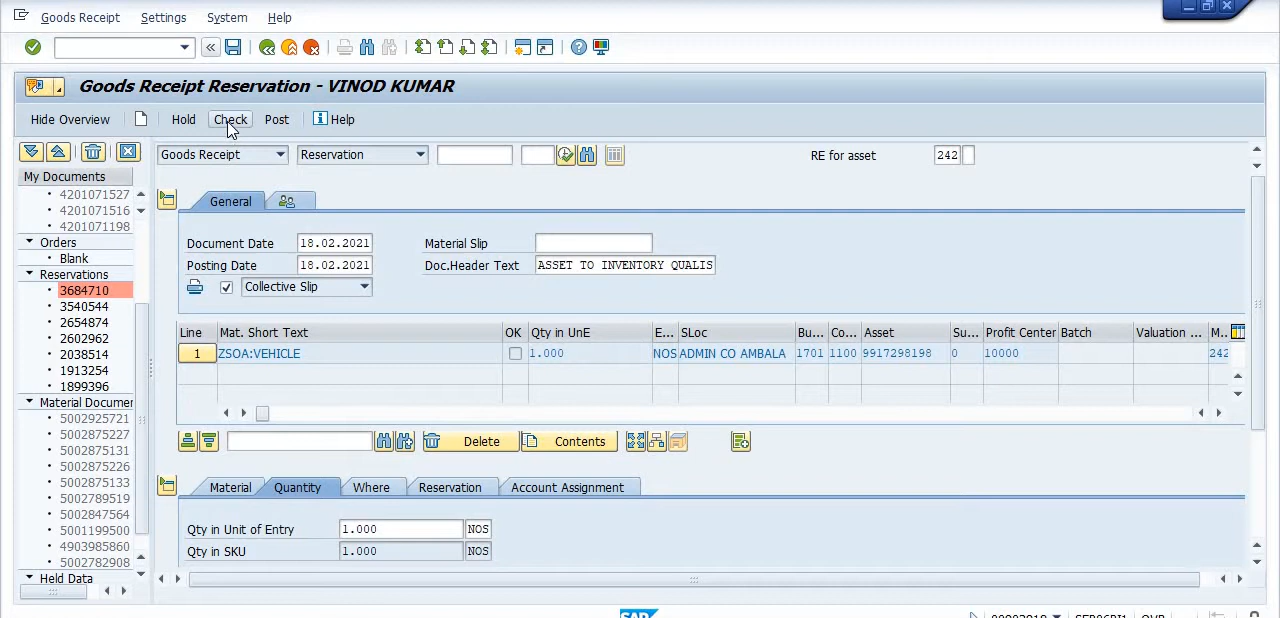 Goods Receipt Settings System Help
Goods Receipt Reservation - VINOD KUMAR
Hide Overview Hold Check Post Help
Goods Receipt Reservation RE for asset 242
My Documents
4201071527
4201071516
4201071198
Orders
Blank
Reservations
3684710
3540544
2654874
2602962
2038514
1913254
1899396
Material Documen
5002925721
5002875227
5002875131
5002875226
5002875133
5002789519
5002847564
5001199500
4903985860
5002782908
Held Data
General
Document Date 18.02.2021 Material Slip
Posting Date 18.02.2021 Doc.Header Text ASSET TO INVENTORY QUALIS
Collective Slip
Line Mat. Short Text OK Qty in UnE E... SLoc Bu... Co... Asset Su... Profit Center Batch Valuation ... M...
1 ZSOA:VEHICLE 1.000 NOS ADMIN CO AMBALA 1701 1100 9917298198 0 10000 242
Delete Contents
Material Quantity Where Reservation Account Assignment
Qty in Unit of Entry 1.000 NOS
Qty in SKU 1.000 NOS
SAP